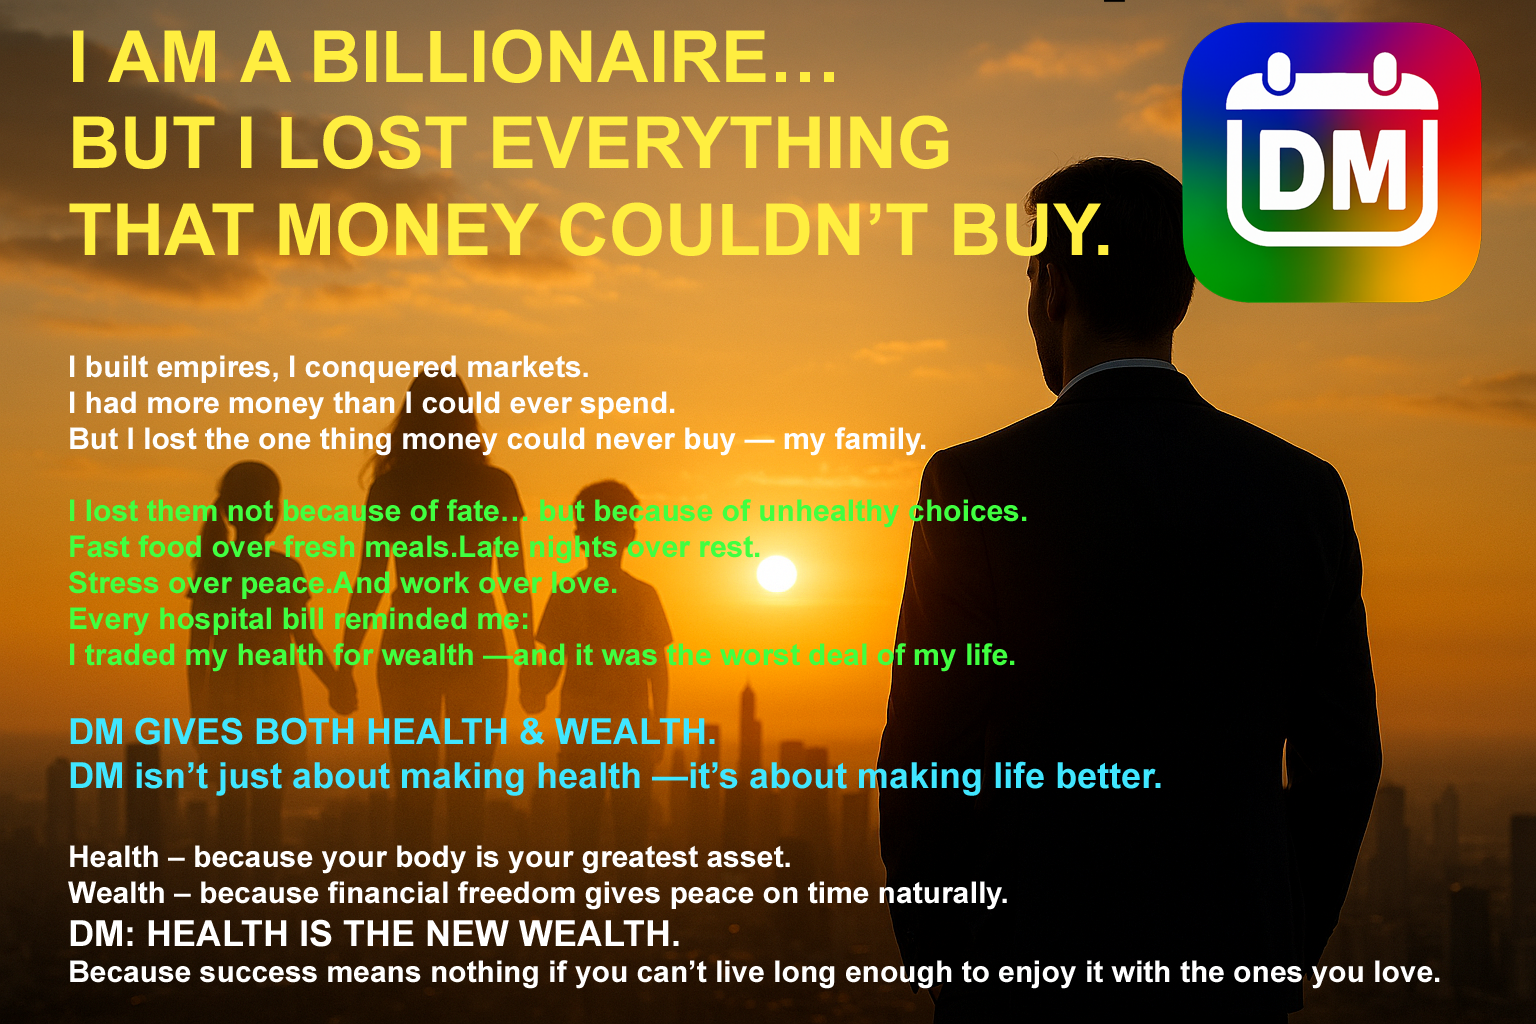 I AM A BILLIONAIRE…
BUT I LOST EVERYTHING
THAT MONEY COULDN’T BUY.
DM
I built empires, I conquered markets.
I had more money than I could ever spend.
But I lost the one thing money could never buy — my family.
I lost them not because of fate… but because of unhealthy choices.
Fast food over fresh meals.Late nights over rest.
Stress over peace.And work over love.
Every hospital bill reminded me:
I traded my health for wealth —and it was the worst deal of my life.
DM GIVES BOTH HEALTH & WEALTH.
DM isn’t just about making health —it’s about making life better.
Health – because your body is your greatest asset.
Wealth – because financial freedom gives peace on time naturally.
DM: HEALTH IS THE NEW WEALTH.
Because success means nothing if you can’t live long enough to enjoy it with the ones you love.